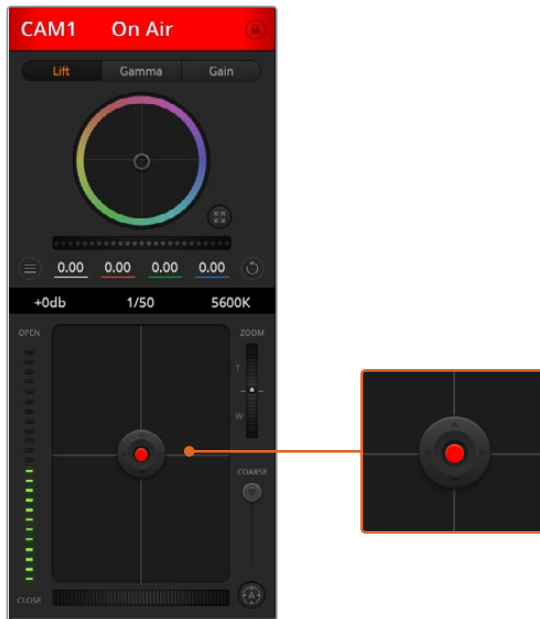 CAM1 On Air
Lift Gamma Gain
0.00 0.00 0.00 0.00
+0db 1/50 5600K
OPEN ZOOM
T
W
COARSE
CLOSE A